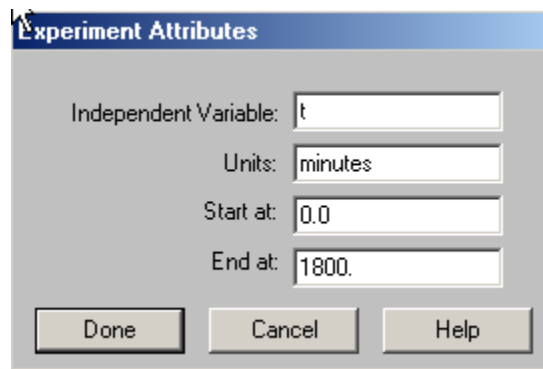 Experiment Attributes
Independent Variable: t
Units: minutes
Start at: 0.0
End at: 1800.
Done Cancel Help